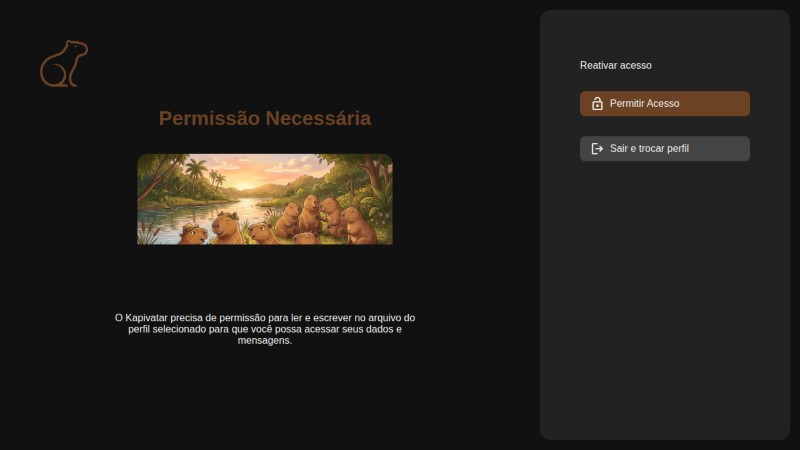 Permissão Necessária
O Kapivatar precisa de permissão para ler e escrever no arquivo do
perfil selecionado para que você possa acessar seus dados e
mensagens.
Reativar acesso
Permitir Acesso
Sair e trocar perfil